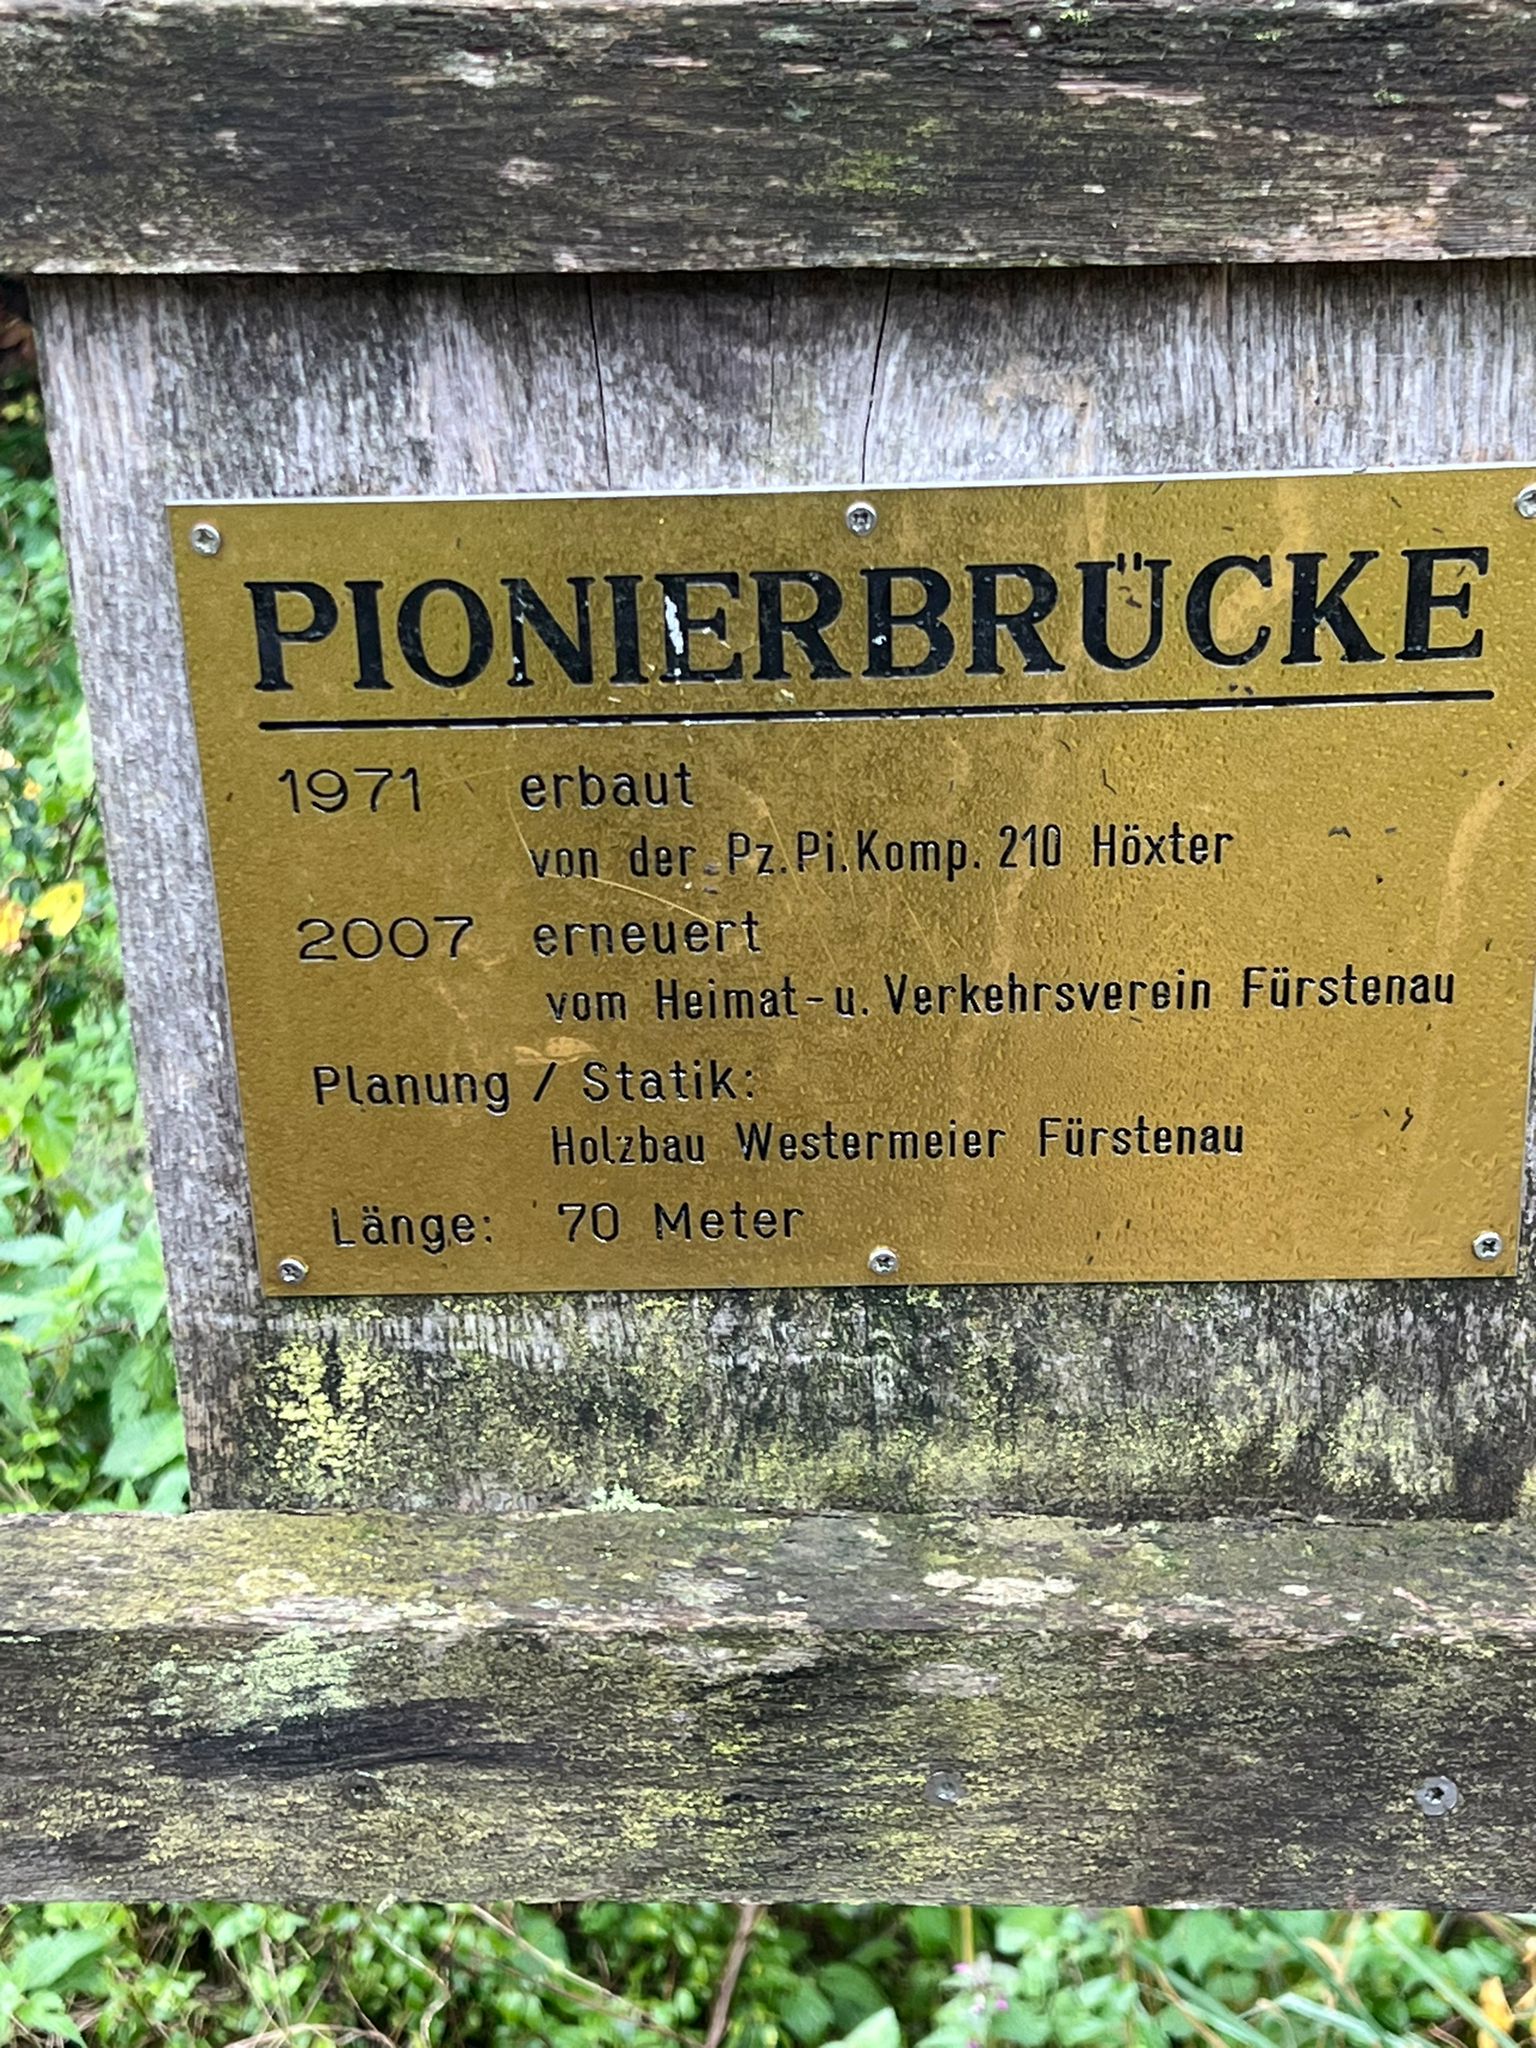 PIONIERBRÜCKE
1971 erbaut
von der Pz.Pi.Komp. 210 Höxter
2007 erneuert
vom Heimat-u. Verkehrsverein Fürstenau
Planung / Statik:
Holzbau Westermeier Fürstenau
Länge: 70 Meter